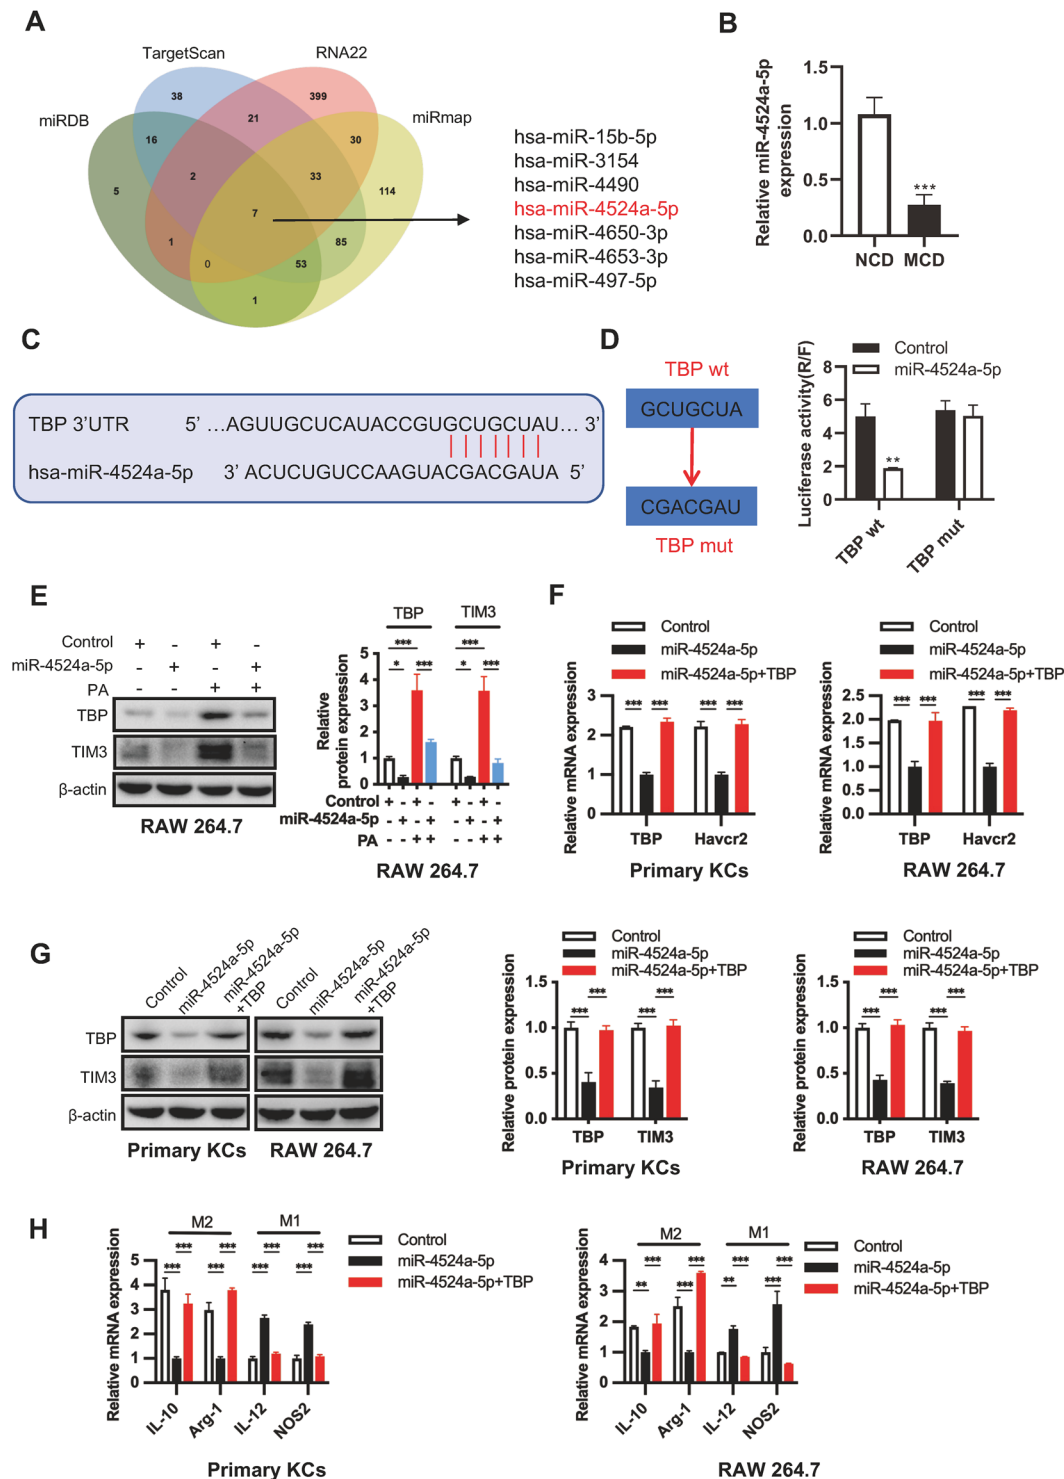 A
TargetScan
RNA22
miRDB
miRmap
38
399
16
21
30
5
2
33
114
7
1
85
0
53
1
hsa-miR-15b-5p
hsa-miR-3154
hsa-miR-4490
hsa-miR-4524a-5p
hsa-miR-4650-3p
hsa-miR-4653-3p
hsa-miR-497-5p
B
Relative miR-4524a-5p
expression
1.5
1.0
0.5
0.0
***
NCD MCD
C
TBP 3'UTR 5' ...AGUUGCUCAUACCGUGCUGCUAU... 3'
hsa-miR-4524a-5p 3' ACUCUGUCCAAGUACGACGAUA 5'
D
TBP wt
GCUGCUA
CGACGAU
TBP mut
Control
miR-4524a-5p
Luciferase activity(R/F)
8
6
4
2
0
**
TBP wt
TBP mut
E
Control + - + -
miR-4524a-5p - + - +
PA - - + +
TBP
TIM3
β-actin
RAW 264.7
TBP TIM3
Relative
protein expression
5
4
3
2
1
0
*** ***
* *** * ***
Control + - + - + - + -
miR-4524a-5p - + - + - + - +
PA - - + + - - + +
RAW 264.7
F
Control
miR-4524a-5p
miR-4524a-5p+TBP
Relative mRNA expression
3
2
1
0
*** *** *** ***
TBP Havcr2
Primary KCs
Control
miR-4524a-5p
miR-4524a-5p+TBP
Relative mRNA expression
2.5
2.0
1.5
1.0
0.5
0.0
*** *** *** ***
TBP Havcr2
RAW 264.7
G
Control
miR-4524a-5p
miR-4524a-5p
+TBP
Control
miR-4524a-5p
miR-4524a-5p
+TBP
TBP
TIM3
β-actin
Primary KCs RAW 264.7
Control
miR-4524a-5p
miR-4524a-5p+TBP
Relative protein expression
1.5
1.0
0.5
0.0
*** *** *** ***
TBP TIM3
Primary KCs
Control
miR-4524a-5p
miR-4524a-5p+TBP
Relative protein expression
1.5
1.0
0.5
0.0
*** *** *** ***
TBP TIM3
RAW 264.7
H
M2 M1
Control
miR-4524a-5p
miR-4524a-5p+TBP
Relative mRNA expression
5
4
3
2
1
0
*** *** *** ***
*** *** *** ***
IL-10
Arg-1
IL-12
NOS2
Primary KCs
M2 M1
Control
miR-4524a-5p
miR-4524a-5p+TBP
Relative mRNA expression
4
3
2
1
0
*** *** *** ***
** *** ** ***
IL-10
Arg-1
IL-12
NOS2
RAW 264.7